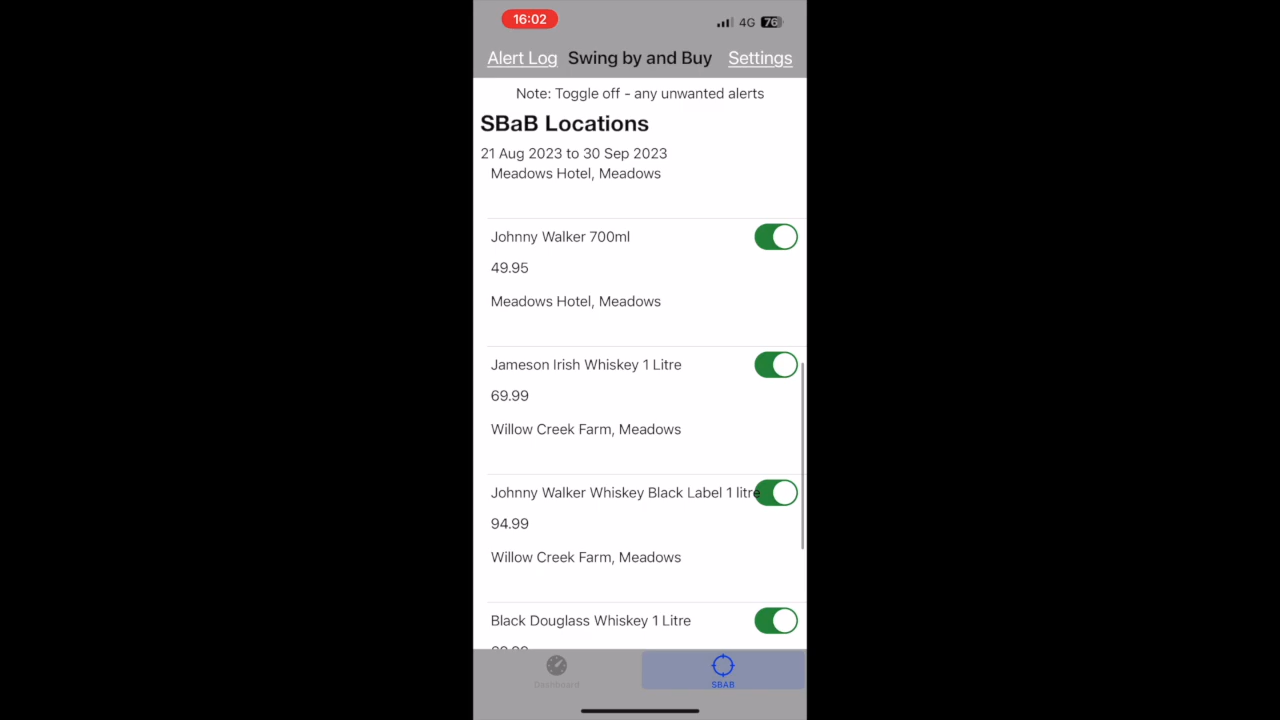 16:02
4G 76
Alert Log Swing by and Buy Settings
Note: Toggle off - any unwanted alerts
SBaB Locations
21 Aug 2023 to 30 Sep 2023
Meadows Hotel, Meadows
Johnny Walker 700ml
49.95
Meadows Hotel, Meadows
Jameson Irish Whiskey 1 Litre
69.99
Willow Creek Farm, Meadows
Johnny Walker Whiskey Black Label 1 litre
94.99
Willow Creek Farm, Meadows
Black Douglass Whiskey 1 Litre
Dashboard SBAB